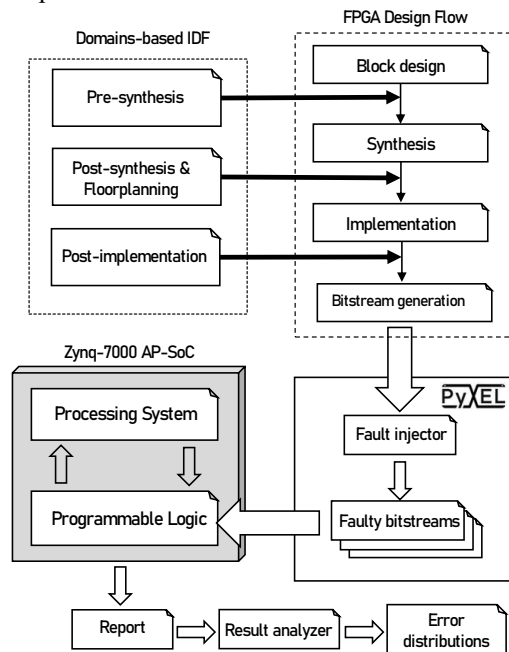 FPGA Design Flow
Domains-based IDF
Block design
Pre-synthesis
Synthesis
Post-synthesis &
Floorplanning
Implementation
Post-implementation
Bitstream generation
Zynq-7000 AP-SoC
PyXEL
Processing System
Fault injector
Programmable Logic
Faulty bitstreams
Report
Result analyzer
Error
distributions